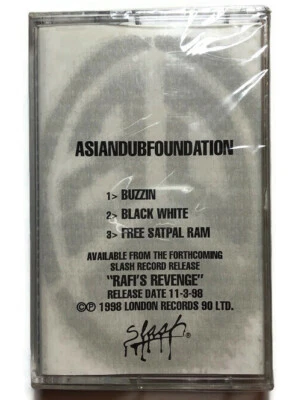 ASIANDUBFOUNDATION
1> BUZZIN
2> BLACK WHITE
3> FREE SATPAL RAM
AVAILABLE FROM THE FORTHCOMING
SLASH RECORD RELEASE
"RAFI'S REVENGE"
RELEASE DATE 11-3-98
©℗ 1998 LONDON RECORDS 90 LTD.
Slash®